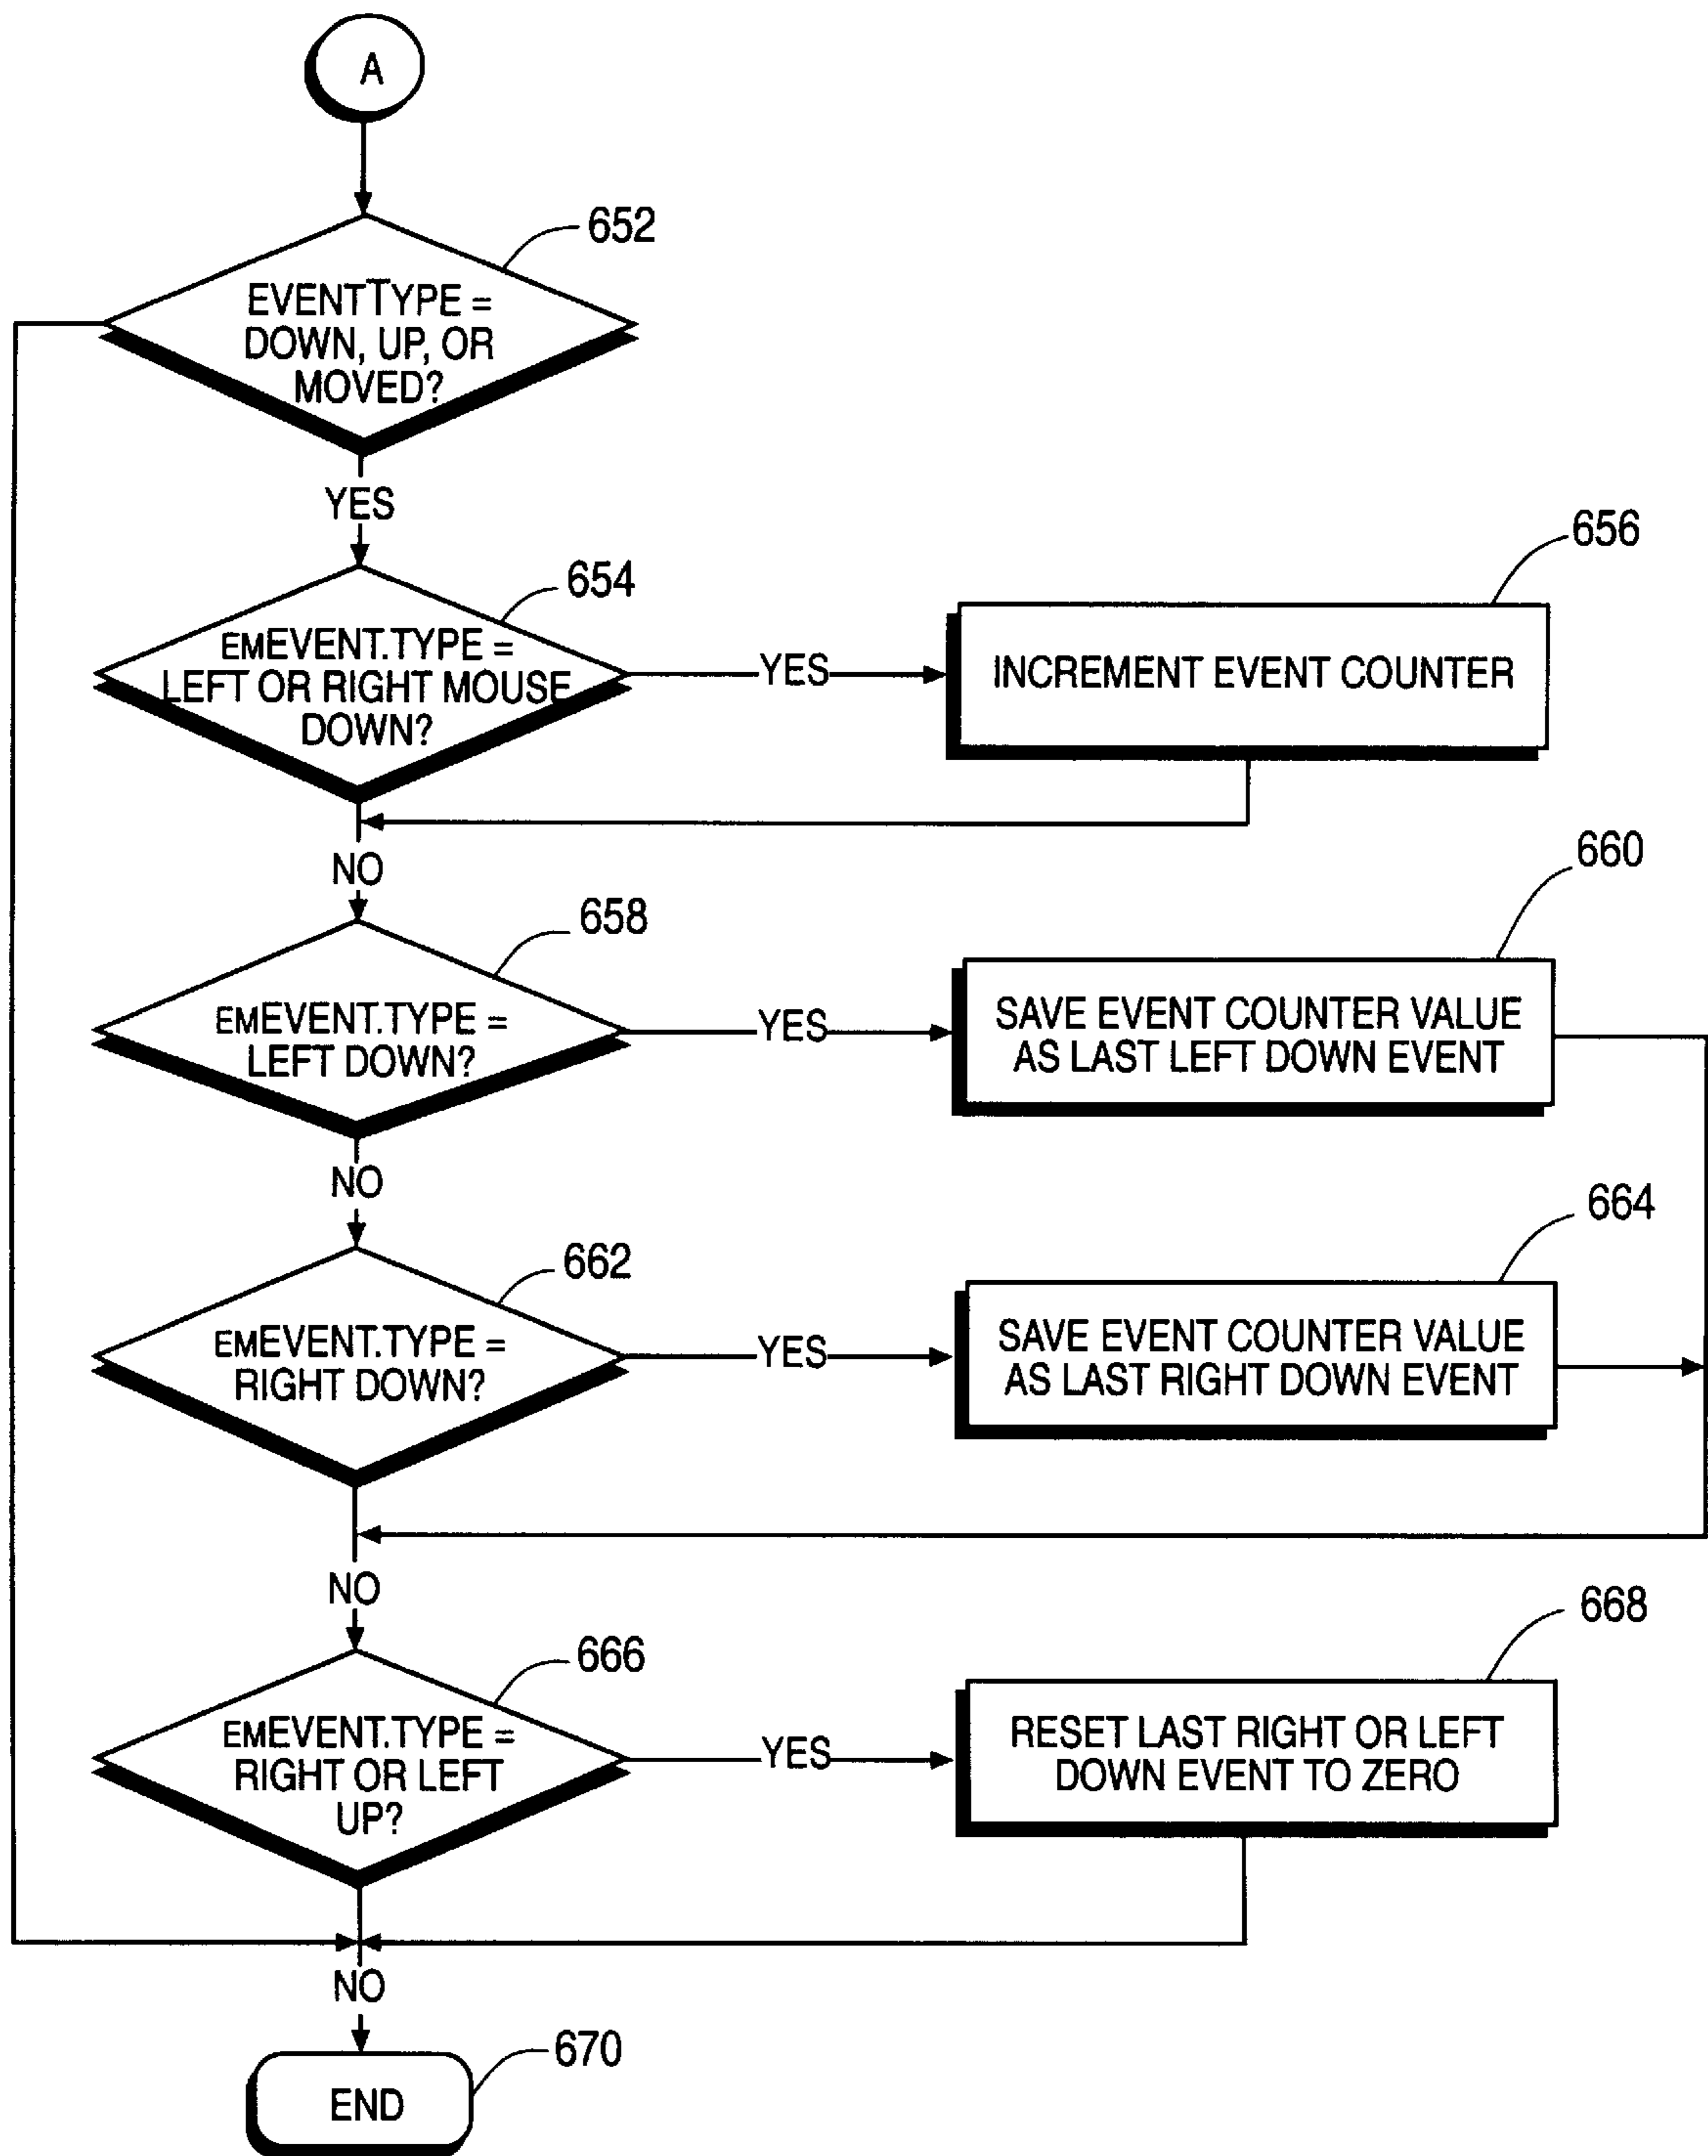 A
652
EVENTTYPE =
DOWN, UP, OR
MOVED?
YES
656
654
EMEVENT.TYPE =
LEFT OR RIGHT MOUSE
DOWN?
YES
INCREMENT EVENT COUNTER
NO
660
658
EMEVENT.TYPE =
LEFT DOWN?
YES
SAVE EVENT COUNTER VALUE
AS LAST LEFT DOWN EVENT
NO
664
662
EMEVENT.TYPE =
RIGHT DOWN?
YES
SAVE EVENT COUNTER VALUE
AS LAST RIGHT DOWN EVENT
NO
668
666
EMEVENT.TYPE =
RIGHT OR LEFT
UP?
YES
RESET LAST RIGHT OR LEFT
DOWN EVENT TO ZERO
NO
670
END